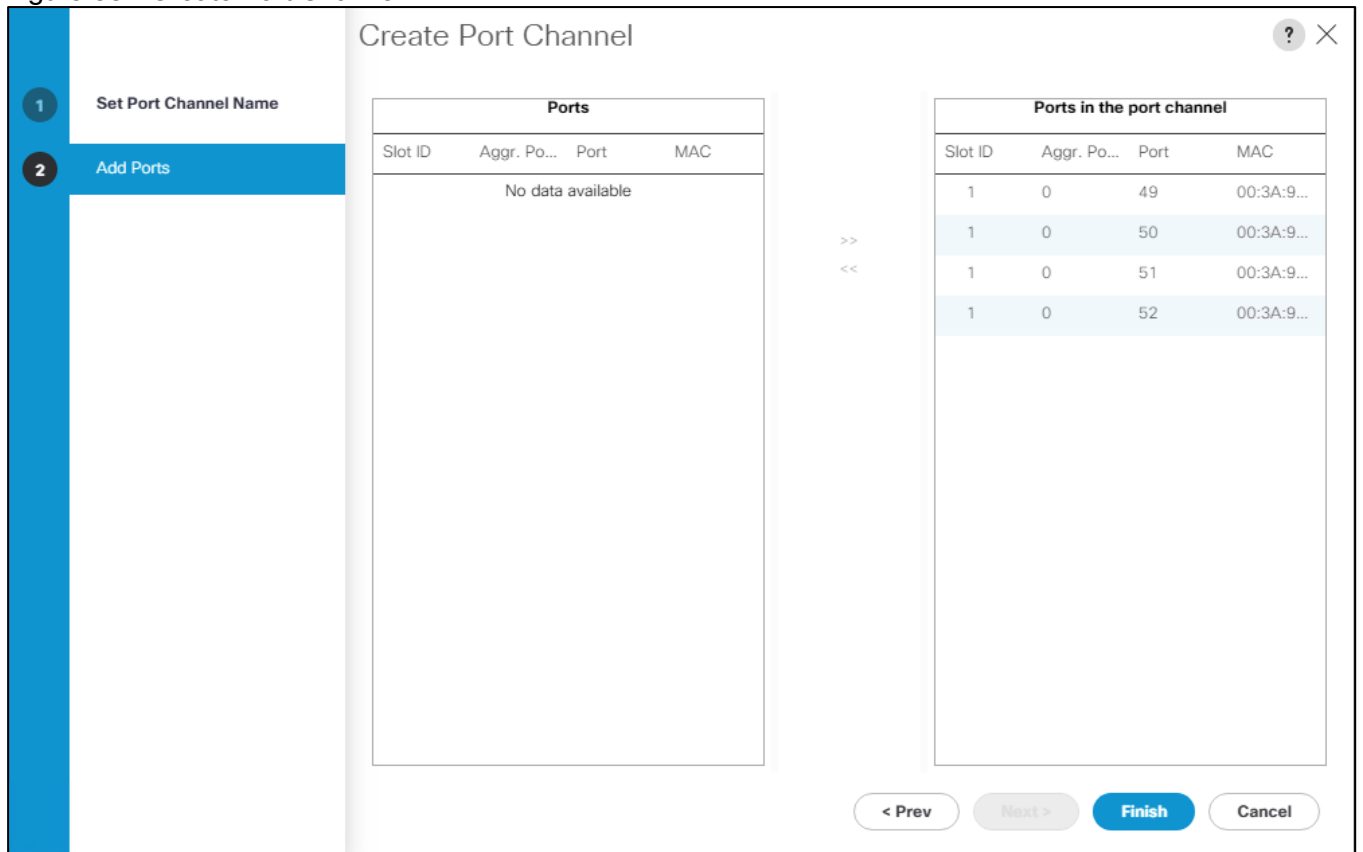 Create Port Channel
?
1 Set Port Channel Name
2 Add Ports
Ports
Slot ID Aggr. Po... Port MAC
No data available
>>
<<
Ports in the port channel
Slot ID Aggr. Po... Port MAC
1 0 49 00:3A:9...
1 0 50 00:3A:9...
1 0 51 00:3A:9...
1 0 52 00:3A:9...
< Prev
Next >
Finish
Cancel